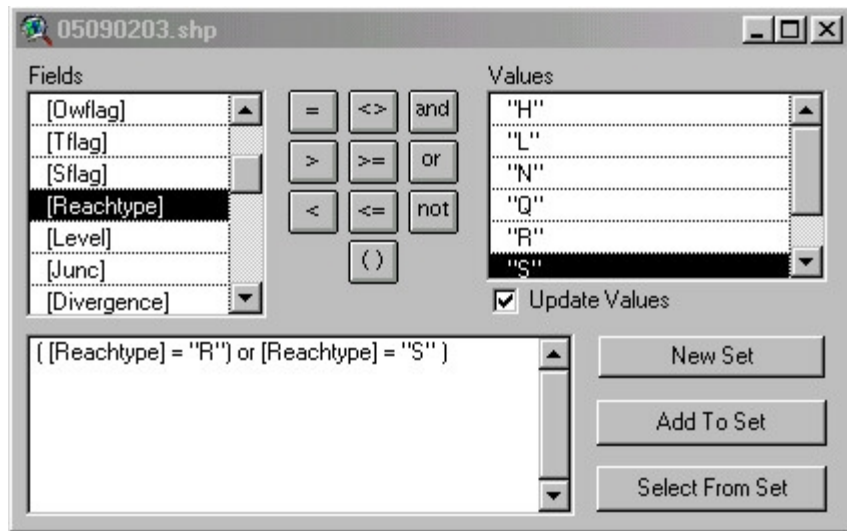 05090203.shp
Fields
[Owflag]
[Tflag]
[Sflag]
[Reachtype]
[Level]
[Junc]
[Divergence]
= <> and
> >= or
< <= not
()
Values
"H"
"L"
"N"
"Q"
"R"
"S"
Update Values
( [Reachtype] = "R") or [Reachtype] = "S" )
New Set
Add To Set
Select From Set